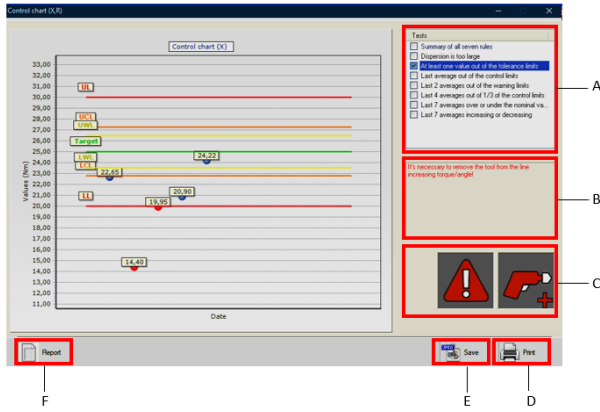 Control chart (X,R)
Control chart (X)
33,00
32,00
31,00
30,00
29,00
28,00
27,00
26,00
25,00
24,00
23,00
22,00
21,00
20,00
19,00
18,00
17,00
16,00
15,00
14,00
13,00
12,00
11,00
Values (Nm)
UL
UCL
UWL
Target
LWL
LCL
LL
22,65
14,40
19,95
20,90
24,22
Date
Tests
Summary of all seven rules
Dispersion is too large
At least one value out of the tolerance limits
Last average out of the control limits
Last 2 averages out of the warning limits
Last 4 averages out of 1/3 of the control limits
Last 7 averages over or under the nominal va...
Last 7 averages increasing or decreasing
A
It's necessary to remove the tool from the line
increasing torque/angle!
B
C
Report
Save
Print
F
E
D